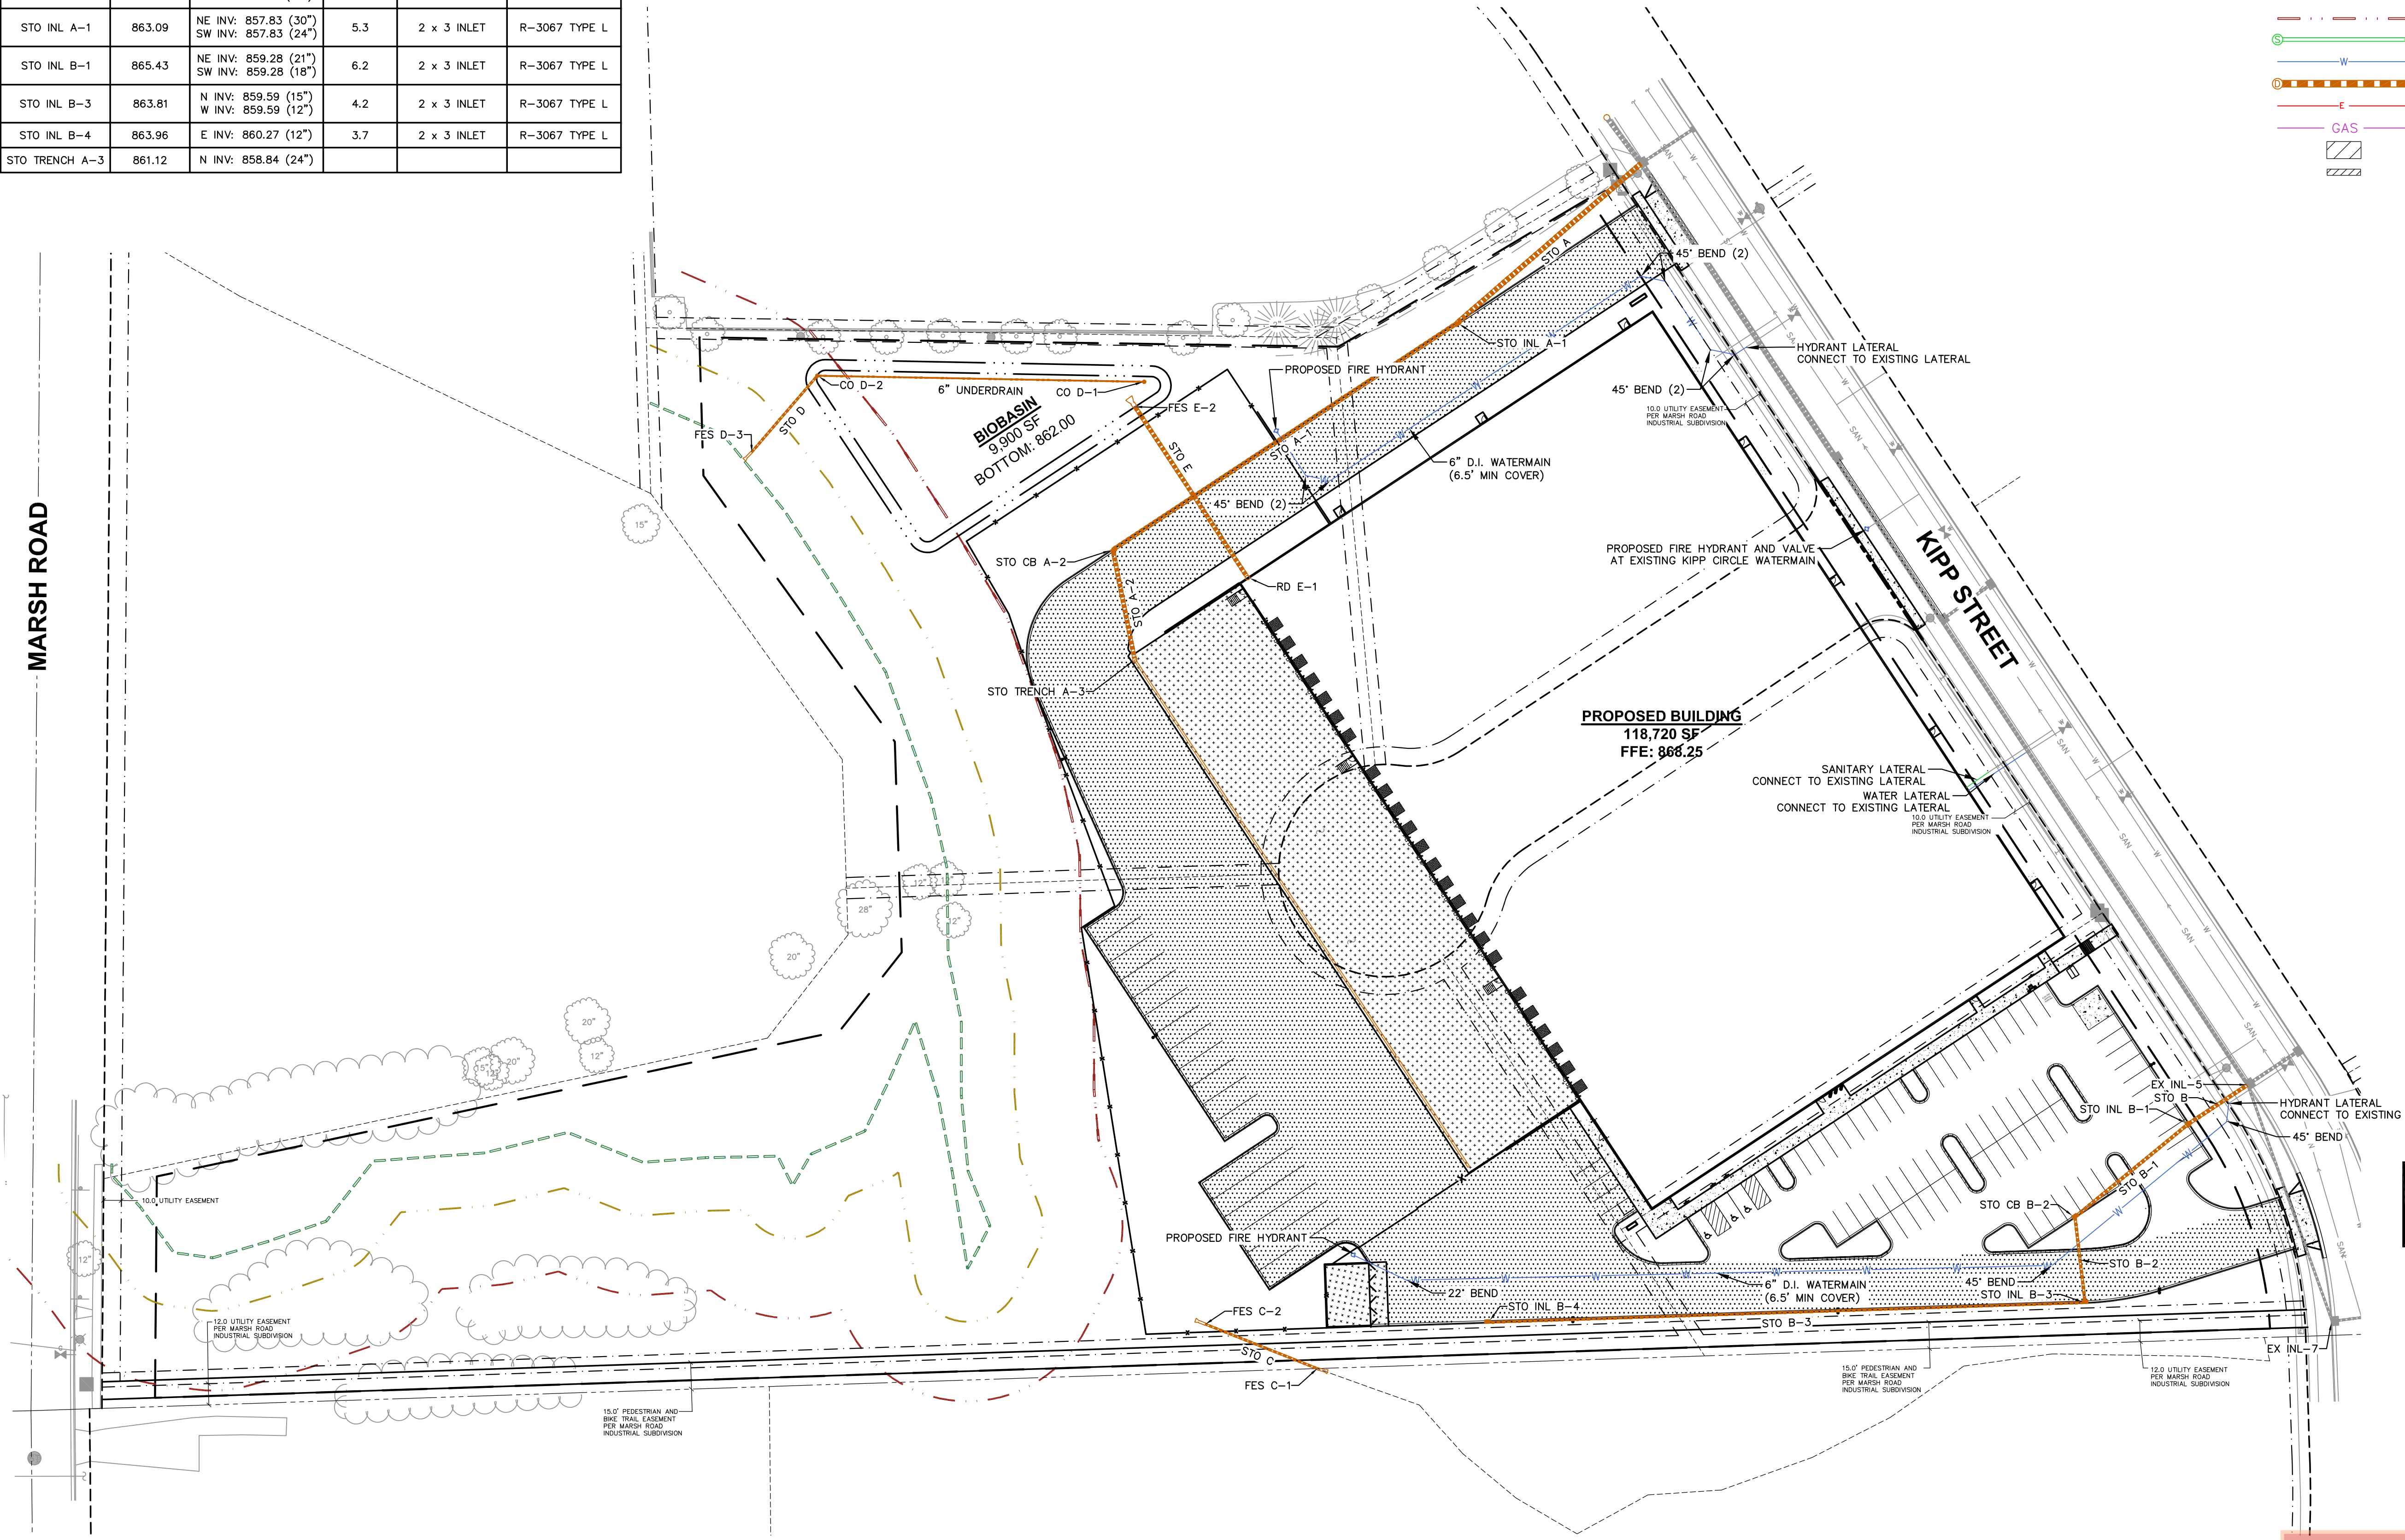 STO INL A-1 863.09 NE INV: 857.83 (30") 5.3 2 x 3 INLET R-3067 TYPE L
SW INV: 857.83 (24")
STO INL B-1 865.43 NE INV: 859.28 (21") 6.2 2 x 3 INLET R-3067 TYPE L
SW INV: 859.28 (18")
STO INL B-3 863.81 N INV: 859.59 (15") 4.2 2 x 3 INLET R-3067 TYPE L
W INV: 859.59 (12")
STO INL B-4 863.96 E INV: 860.27 (12") 3.7 2 x 3 INLET R-3067 TYPE L
STO TRENCH A-3 861.12 N INV: 858.84 (24")
S
W
D
E
GAS
MARSH ROAD
KIPP STREET
STO A
45° BEND (2)
STO INL A-1
HYDRANT LATERAL
CONNECT TO EXISTING LATERAL
45° BEND (2)
10.0 UTILITY EASEMENT
PER MARSH ROAD
INDUSTRIAL SUBDIVISION
PROPOSED FIRE HYDRANT
CO D-2
6" UNDERDRAIN
CO D-1
FES E-2
STO D
FES D-3
BIOBASIN
9,900 SF
BOTTOM: 862.00
STO E
STO A-1
6" D.I. WATERMAIN
(6.5' MIN COVER)
45° BEND (2)
15"
STO CB A-2
STO A-2
RD E-1
PROPOSED FIRE HYDRANT AND VALVE
AT EXISTING KIPP CIRCLE WATERMAIN
STO TRENCH A-3
PROPOSED BUILDING
118,720 SF
FFE: 868.25
SANITARY LATERAL
CONNECT TO EXISTING LATERAL
WATER LATERAL
CONNECT TO EXISTING LATERAL
10.0 UTILITY EASEMENT
PER MARSH ROAD
INDUSTRIAL SUBDIVISION
SAN
W
12"
12"
28"
12"
20"
20"
12"
20"
15"
12"
EX INL-5
STO B
STO INL B-1
HYDRANT LATERAL
CONNECT TO EXISTING
45° BEND
STO B-1
STO CB B-2
STO B-2
10.0 UTILITY EASEMENT
12"
PROPOSED FIRE HYDRANT
22° BEND
6" D.I. WATERMAIN
(6.5' MIN COVER)
45° BEND
STO INL B-3
STO INL B-4
STO B-3
FES C-2
STO C
FES C-1
EX INL-7
12.0 UTILITY EASEMENT
PER MARSH ROAD
INDUSTRIAL SUBDIVISION
15.0' PEDESTRIAN AND
BIKE TRAIL EASEMENT
PER MARSH ROAD
INDUSTRIAL SUBDIVISION
15.0' PEDESTRIAN AND
BIKE TRAIL EASEMENT
PER MARSH ROAD
INDUSTRIAL SUBDIVISION
12.0 UTILITY EASEMENT
PER MARSH ROAD
INDUSTRIAL SUBDIVISION